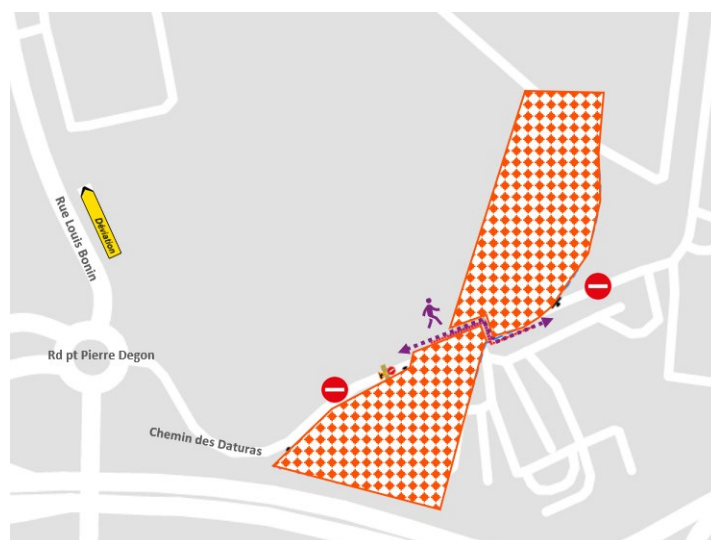 Déviation
Rue Louis Bonin
Rd pt Pierre Degon
Chemin des Daturas